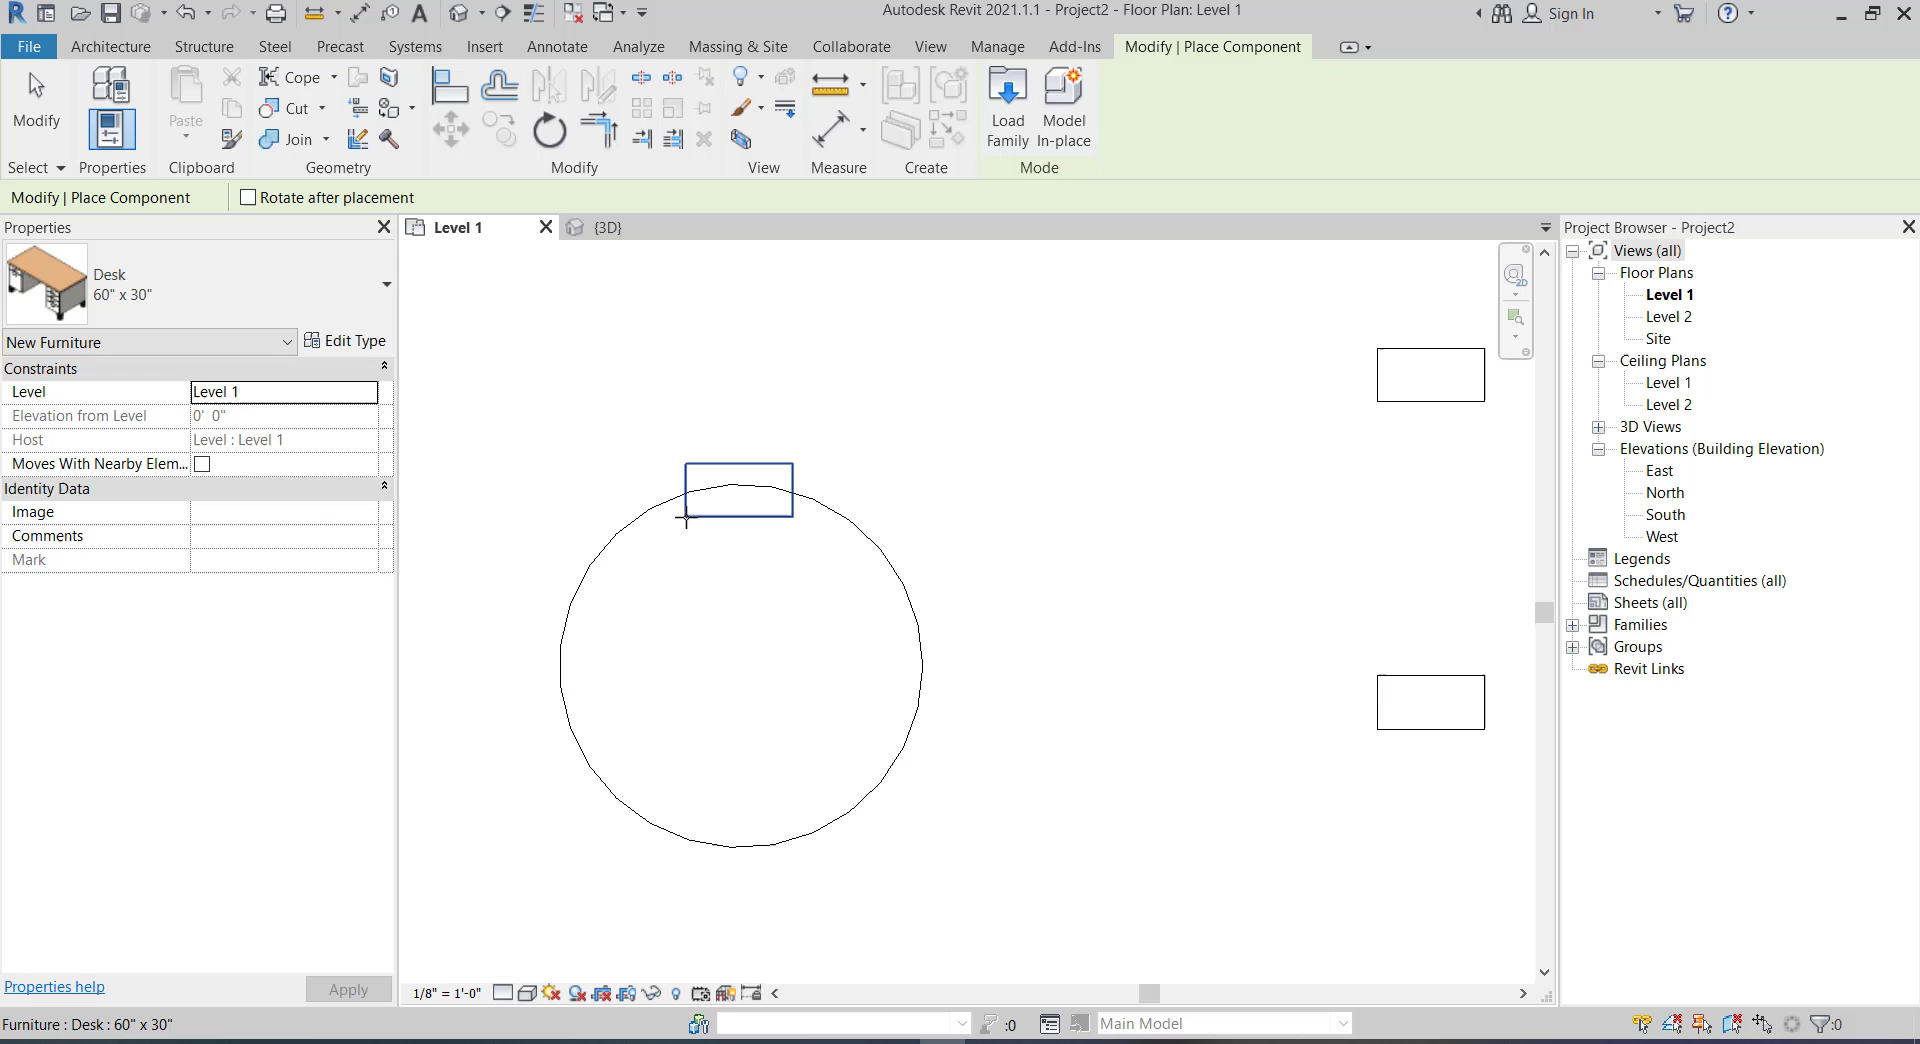 Autodesk Revit 2021.1.1 - Project2 - Floor Plan: Level 1
Sign In
File Architecture Structure Steel Precast Systems Insert Annotate Analyze Massing & Site Collaborate View Manage Add-Ins Modify | Place Component
Modify
Paste
Cope
Cut
Join
Load Family
Model In-place
Select Properties Clipboard Geometry Modify View Measure Create Mode
Modify | Place Component
Rotate after placement
Properties
Desk
60" x 30"
New Furniture
Edit Type
Constraints
Level Level 1
Elevation from Level 0' 0"
Host Level : Level 1
Moves With Nearby Elem...
Identity Data
Image
Comments
Mark
Properties help
Apply
Level 1
{3D}
2D
1/8" = 1'-0"
Project Browser - Project2
Views (all)
Floor Plans
Level 1
Level 2
Site
Ceiling Plans
Level 1
Level 2
3D Views
Elevations (Building Elevation)
East
North
South
West
Legends
Schedules/Quantities (all)
Sheets (all)
Families
Groups
Revit Links
Furniture : Desk : 60" x 30"
:0
Main Model
:0